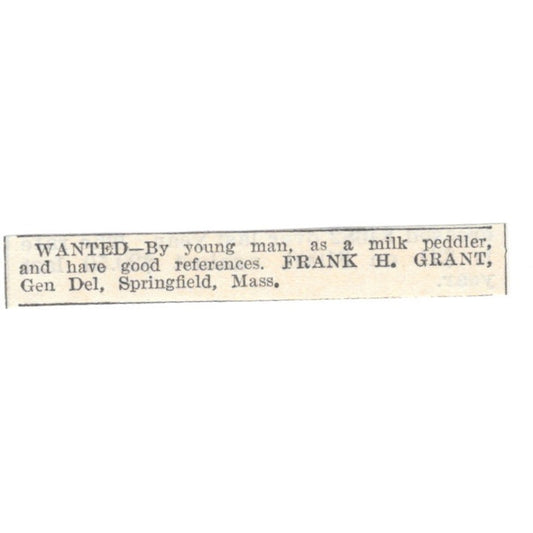 WANTED—By young man, as a milk peddler,
and have good references. FRANK H. GRANT,
Gen Del, Springfield, Mass.